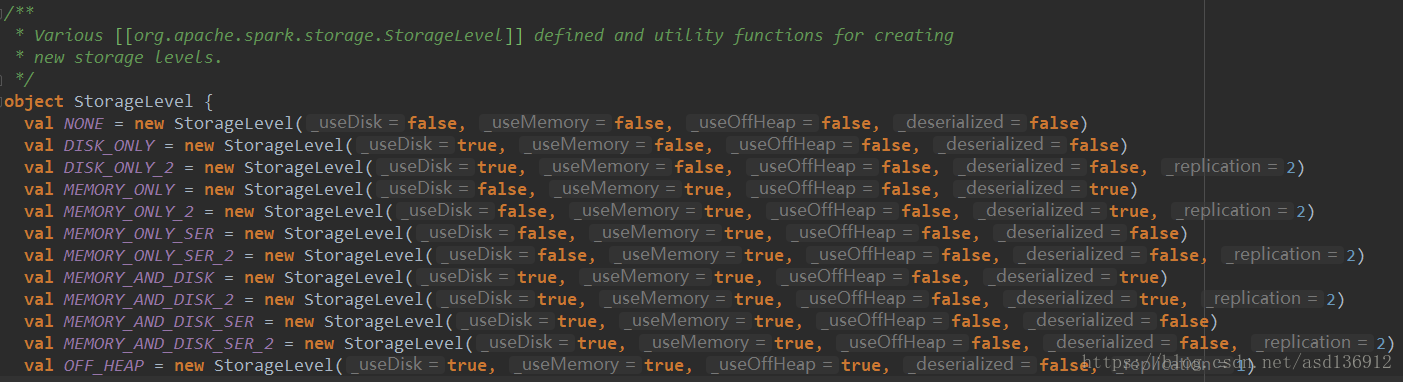 /**
 * Various [[org.apache.spark.storage.StorageLevel]] defined and utility functions for creating
 * new storage levels.
 */
object StorageLevel {
  val NONE = new StorageLevel( _useDisk = false, _useMemory = false, _useOffHeap = false, _deserialized = false)
  val DISK_ONLY = new StorageLevel( _useDisk = true, _useMemory = false, _useOffHeap = false, _deserialized = false)
  val DISK_ONLY_2 = new StorageLevel( _useDisk = true, _useMemory = false, _useOffHeap = false, _deserialized = false, _replication = 2)
  val MEMORY_ONLY = new StorageLevel( _useDisk = false, _useMemory = true, _useOffHeap = false, _deserialized = true)
  val MEMORY_ONLY_2 = new StorageLevel( _useDisk = false, _useMemory = true, _useOffHeap = false, _deserialized = true, _replication = 2)
  val MEMORY_ONLY_SER = new StorageLevel( _useDisk = false, _useMemory = true, _useOffHeap = false, _deserialized = false)
  val MEMORY_ONLY_SER_2 = new StorageLevel( _useDisk = false, _useMemory = true, _useOffHeap = false, _deserialized = false, _replication = 2)
  val MEMORY_AND_DISK = new StorageLevel( _useDisk = true, _useMemory = true, _useOffHeap = false, _deserialized = true)
  val MEMORY_AND_DISK_2 = new StorageLevel( _useDisk = true, _useMemory = true, _useOffHeap = false, _deserialized = true, _replication = 2)
  val MEMORY_AND_DISK_SER = new StorageLevel( _useDisk = true, _useMemory = true, _useOffHeap = false, _deserialized = false)
  val MEMORY_AND_DISK_SER_2 = new StorageLevel( _useDisk = true, _useMemory = true, _useOffHeap = false, _deserialized = false, _replication = 2)
  val OFF_HEAP = new StorageLevel( _useDisk = true, _useMemory = true, _useOffHeap = true, _deserialized = false, _replication = 1)
https://blog.csdn.net/asd136912